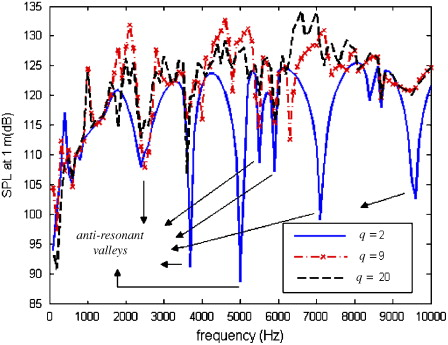 135
130
125
120
115
110
105
100
95
90
85
SPL at 1 m(dB)
anti-resonant
valleys
q = 2
q = 9
q = 20
0 1000 2000 3000 4000 5000 6000 7000 8000 9000 10000
frequency (Hz)